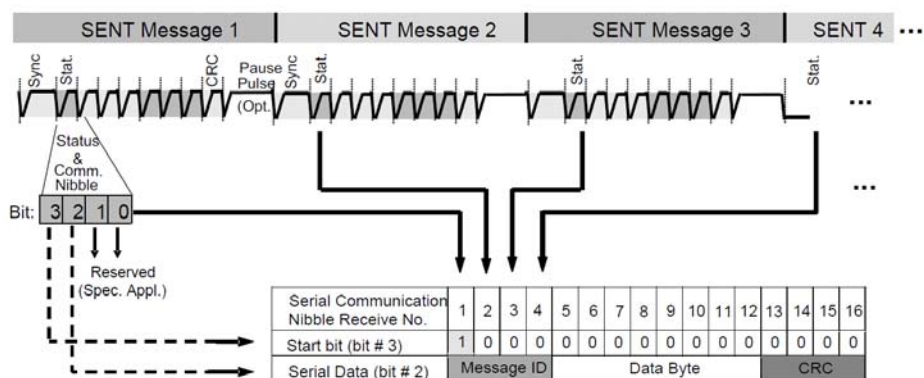 SENT Message 1 SENT Message 2 SENT Message 3 SENT 4 ...
Sync Stat. CRC Pause Pulse (Opt. Sync Stat. Stat. Stat. ...
Status & Comm. Nibble
...
Bit: 3 2 1 0
Reserved
(Spec. Appl.)
Serial Communication Nibble Receive No. 1 2 3 4 5 6 7 8 9 10 11 12 13 14 15 16
Start bit (bit # 3) 1 0 0 0 0 0 0 0 0 0 0 0 0 0 0 0
Serial Data (bit # 2) Message ID Data Byte CRC